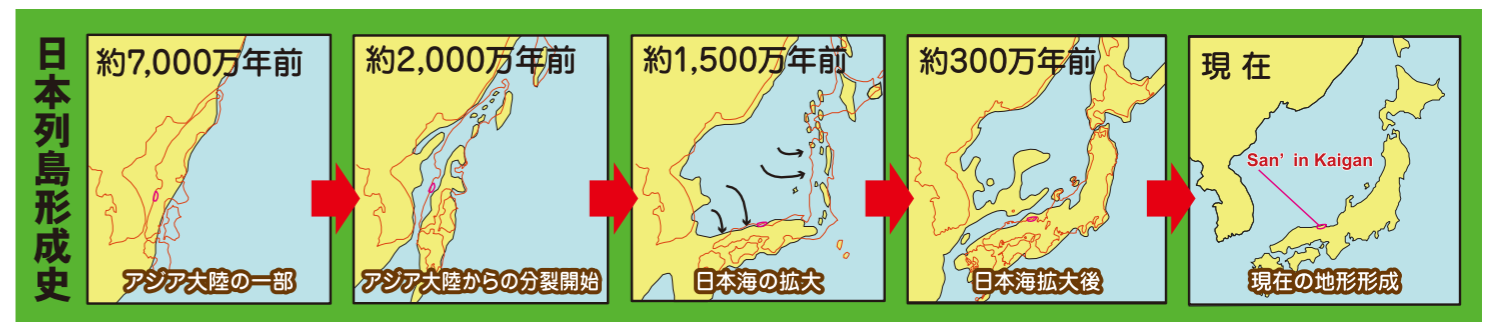 日本列島形成史
約7,000万年前
アジア大陸の一部
約2,000万年前
アジア大陸からの分裂開始
約1,500万年前
日本海の拡大
約300万年前
日本海拡大後
現 在
San' in Kaigan
現在の地形形成